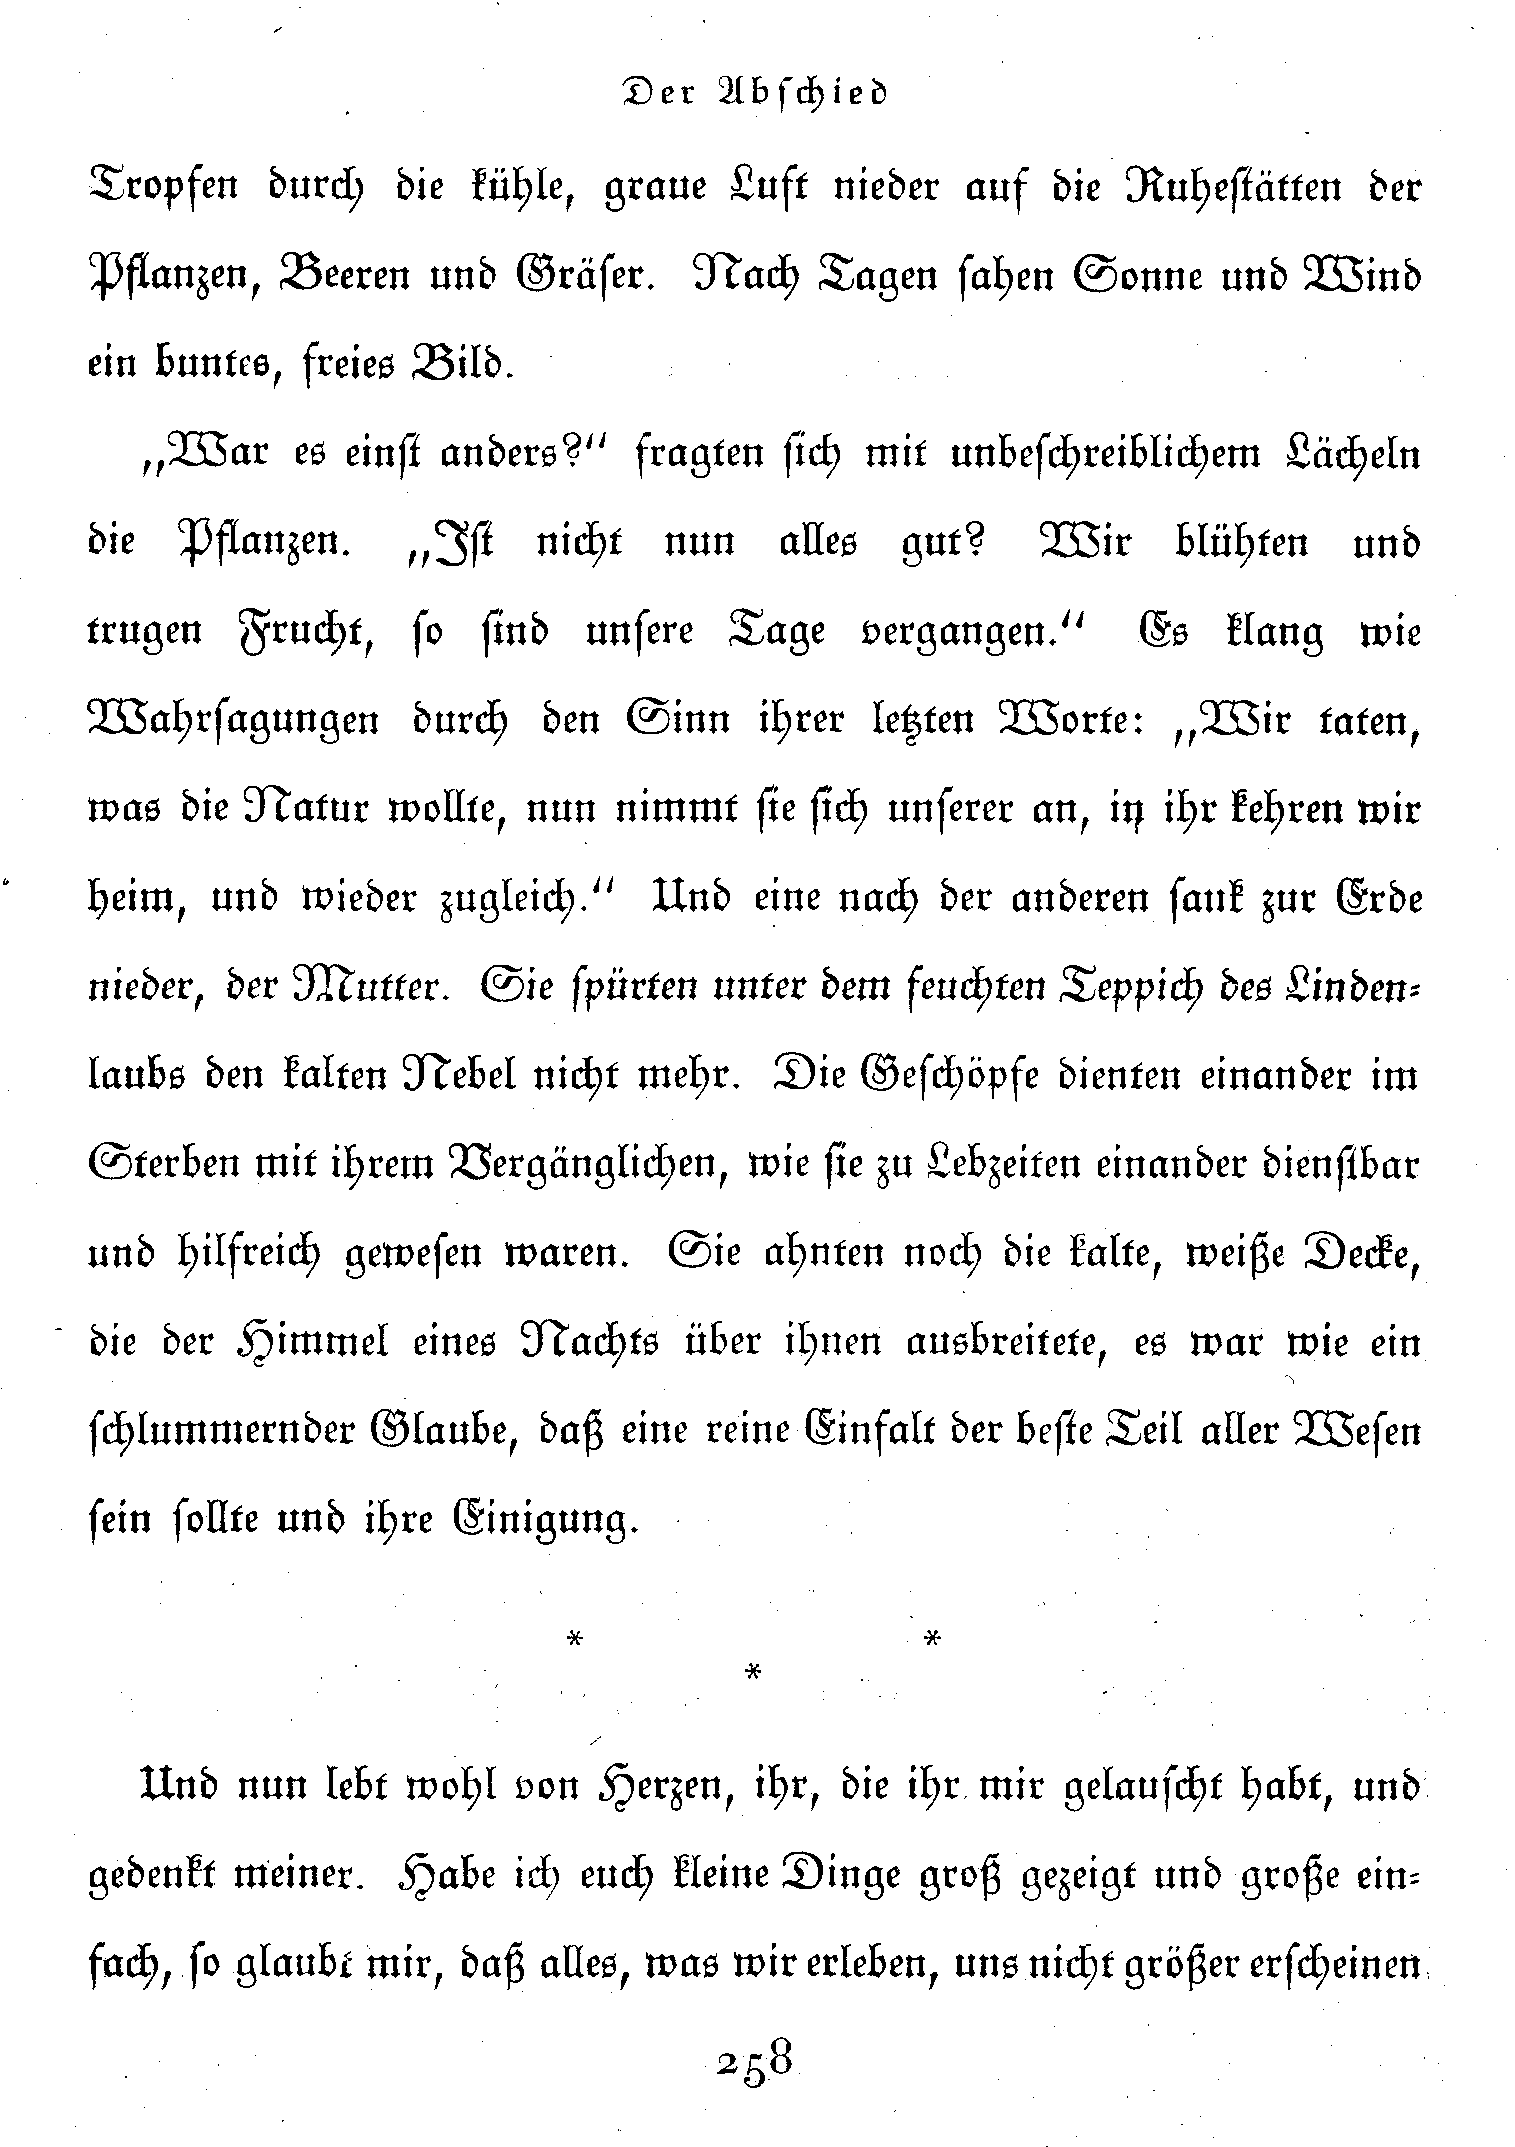 Der Abschied
Tropfen durch die kühle, graue Luft nieder auf die Ruhestätten der
Pflanzen, Beeren und Gräser. Nach Tagen sahen Sonne und Wind
ein buntes, freies Bild.
„War es einst anders?“ fragten sich mit unbeschreiblichem Lächeln
die Pflanzen. „Ist nicht nun alles gut? Wir blühten und
trugen Frucht, so sind unsere Tage vergangen.“ Es klang wie
Wahrsagungen durch den Sinn ihrer letzten Worte: „Wir taten,
was die Natur wollte, nun nimmt sie sich unserer an, in ihr kehren wir
heim, und wieder zugleich.“ Und eine nach der anderen sank zur Erde
nieder, der Mutter. Sie spürten unter dem feuchten Teppich des Linden-
laubs den kalten Nebel nicht mehr. Die Geschöpfe dienten einander im
Sterben mit ihrem Vergänglichen, wie sie zu Lebzeiten einander dienstbar
und hilfreich gewesen waren. Sie ahnten noch die kalte, weiße Decke,
die der Himmel eines Nachts über ihnen ausbreitete, es war wie ein
schlummernder Glaube, daß eine reine Einfalt der beste Teil aller Wesen
sein sollte und ihre Einigung.
* *
*
Und nun lebt wohl von Herzen, ihr, die ihr mir gelauscht habt, und
gedenkt meiner. Habe ich euch kleine Dinge groß gezeigt und große ein-
fach, so glaubt mir, daß alles, was wir erleben, uns nicht größer erscheinen
258